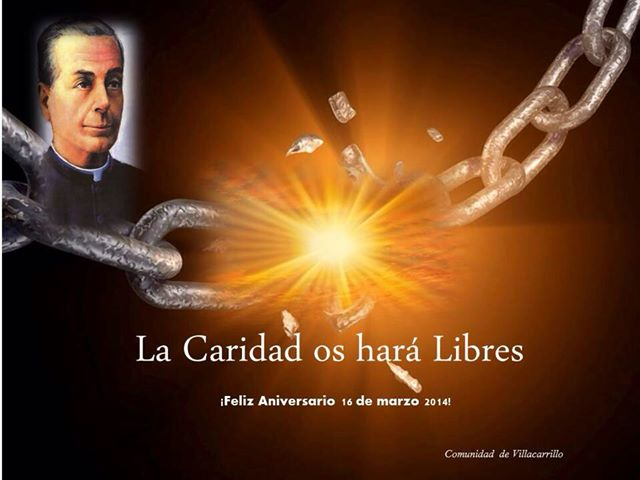 La Caridad os hará Libres
¡Feliz Aniversario 16 de marzo 2014!
Comunidad de Villacarrillo